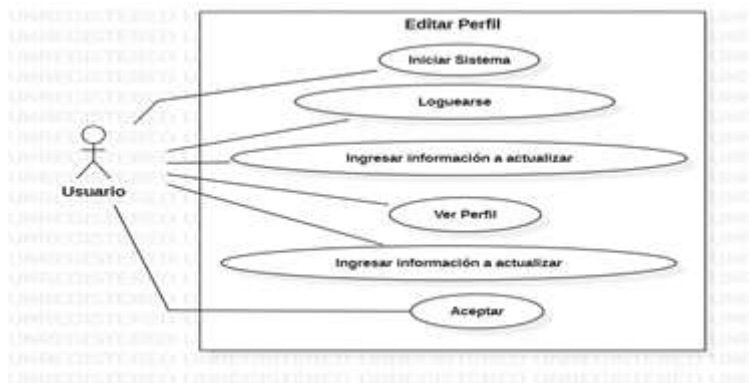 Editar Perfil
Iniciar Sistema
Loguearse
Ingresar información a actualizar
Usuario
Ver Perfil
Ingresar información a actualizar
Aceptar